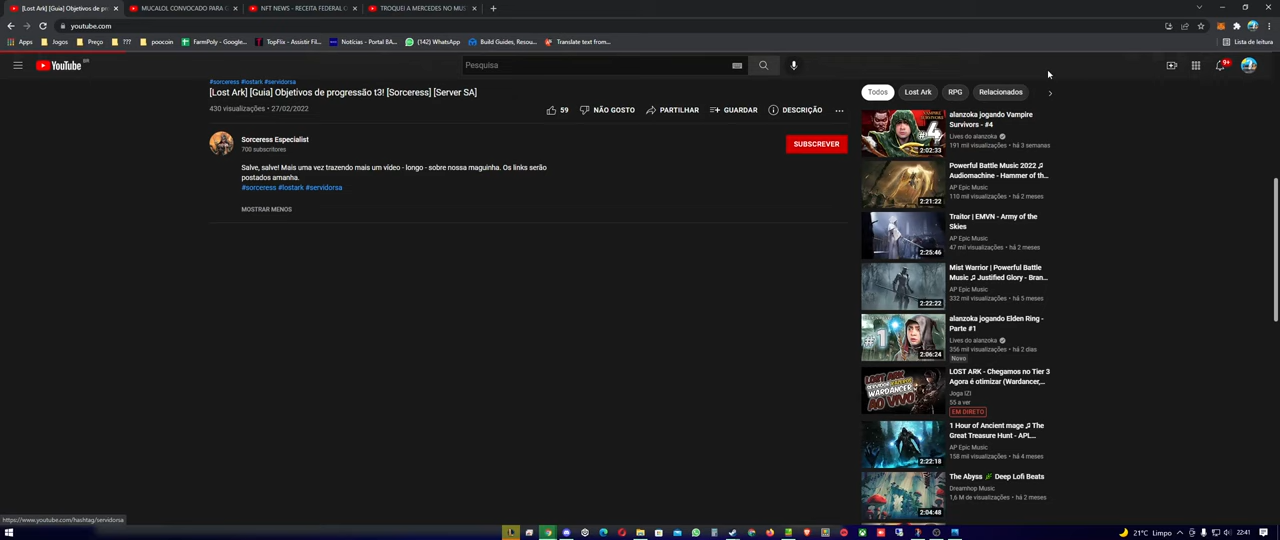 [Lost Ark] [Guia] Objetivos de pro
MUCALOL CONVOCADO PARA
NFT NEWS - RECEITA FEDERAL
TROQUEI A MERCEDES NO MUS
youtube.com
Apps Jogos Preço ??? poocoin FarmPoly - Google... TopFlix - Assistir Fil... Notícias - Portal BA... (142) WhatsApp Build Guides, Resou... Translate text from...
Lista de leitura
YouTube BR
Pesquisa
9+
#sorceress #lostark #servidorsa
[Lost Ark] [Guia] Objetivos de progressão t3! [Sorceress] [Server SA]
430 visualizações • 27/02/2022
59 NÃO GOSTO PARTILHAR GUARDAR DESCRIÇÃO
Sorceress Especialist
700 subscritores
SUBSCREVER
Salve, salve! Mais uma vez trazendo mais um vídeo - longo - sobre nossa maguinha. Os links serão
postados amanha.
#sorceress #lostark #servidorsa
MOSTRAR MENOS
Todos Lost Ark RPG Relacionados
#4
2:02:33
alanzoka jogando Vampire
Survivors - #4
Lives do alanzoka
191 mil visualizações • há 3 semanas
2:21:22
Powerful Battle Music 2022 ♫
Audiomachine - Hammer of th...
AP Epic Music
110 mil visualizações • há 2 meses
2:25:46
Traitor | EMVN - Army of the
Skies
AP Epic Music
47 mil visualizações • há 2 meses
2:22:22
Mist Warrior | Powerful Battle
Music ♫ Justified Glory - Bran...
AP Epic Music
332 mil visualizações • há 5 meses
#1
2:06:24
alanzoka jogando Elden Ring -
Parte #1
Lives do alanzoka
356 mil visualizações • há 2 dias
Novo
LOST ARK
WARDANCER
AO VIVO
LOST ARK - Chegamos no Tier 3
Agora é otimizar (Wardancer,...
Joga IZI
55 a ver
EM DIRETO
2:22:18
1 Hour of Ancient mage ♫ The
Great Treasure Hunt - APL...
AP Epic Music
158 mil visualizações • há 4 meses
2:04:48
The Abyss 🌿 Deep Lofi Beats
Dreamhop Music
1,6 M de visualizações • há 2 meses
https://www.youtube.com/hashtag/servidorsa
21°C Limpo 22:41